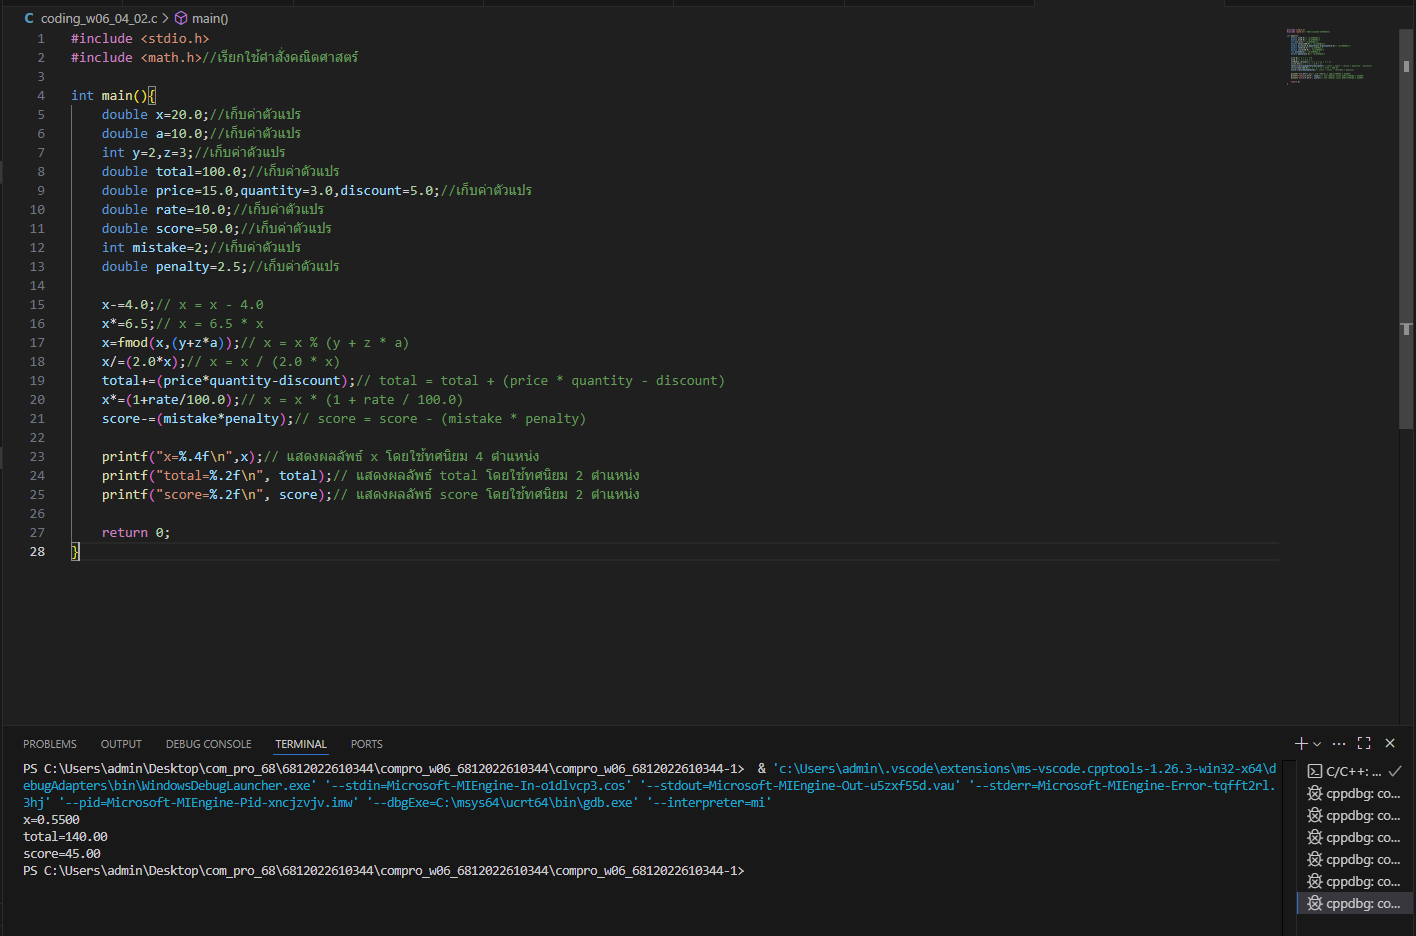 coding_w06_04_02.c > main()
1 #include <stdio.h>
2 #include <math.h>//เรียกใช้คำสั่งคณิตศาสตร์
3
4 int main(){
5 double x=20.0;//เก็บค่าตัวแปร
6 double a=10.0;//เก็บค่าตัวแปร
7 int y=2,z=3;//เก็บค่าตัวแปร
8 double total=100.0;//เก็บค่าตัวแปร
9 double price=15.0,quantity=3.0,discount=5.0;//เก็บค่าตัวแปร
10 double rate=10.0;//เก็บค่าตัวแปร
11 double score=50.0;//เก็บค่าตัวแปร
12 int mistake=2;//เก็บค่าตัวแปร
13 double penalty=2.5;//เก็บค่าตัวแปร
14
15 x-=4.0;// x = x - 4.0
16 x*=6.5;// x = 6.5 * x
17 x=fmod(x,(y+z*a));// x = x % (y + z * a)
18 x/=(2.0*x);// x = x / (2.0 * x)
19 total+=(price*quantity-discount);// total = total + (price * quantity - discount)
20 x*=(1+rate/100.0);// x = x * (1 + rate / 100.0)
21 score-=(mistake*penalty);// score = score - (mistake * penalty)
22
23 printf("x=%.4f\n",x);// แสดงผลลัพธ์ x โดยใช้ทศนิยม 4 ตำแหน่ง
24 printf("total=%.2f\n", total);// แสดงผลลัพธ์ total โดยใช้ทศนิยม 2 ตำแหน่ง
25 printf("score=%.2f\n", score);// แสดงผลลัพธ์ score โดยใช้ทศนิยม 2 ตำแหน่ง
26
27 return 0;
28 }
PROBLEMS OUTPUT DEBUG CONSOLE TERMINAL PORTS
PS C:\Users\admin\Desktop\com_pro_68\6812022610344\compro_w06_6812022610344\compro_w06_6812022610344-1> & 'c:\Users\admin\.vscode\extensions\ms-vscode.cpptools-1.26.3-win32-x64\d
ebugAdapters\bin\WindowsDebugLauncher.exe' '--stdin=Microsoft-MIEngine-In-o1dlvcp3.cos' '--stdout=Microsoft-MIEngine-Out-u5zxf55d.vau' '--stderr=Microsoft-MIEngine-Error-tqfft2rl.
3hj' '--pid=Microsoft-MIEngine-Pid-xncjzvjv.imw' '--dbgExe=C:\msys64\ucrt64\bin\gdb.exe' '--interpreter=mi'
x=0.5500
total=140.00
score=45.00
PS C:\Users\admin\Desktop\com_pro_68\6812022610344\compro_w06_6812022610344\compro_w06_6812022610344-1>
C/C++: ...
cppdbg: co...
cppdbg: co...
cppdbg: co...
cppdbg: co...
cppdbg: co...
cppdbg: co...